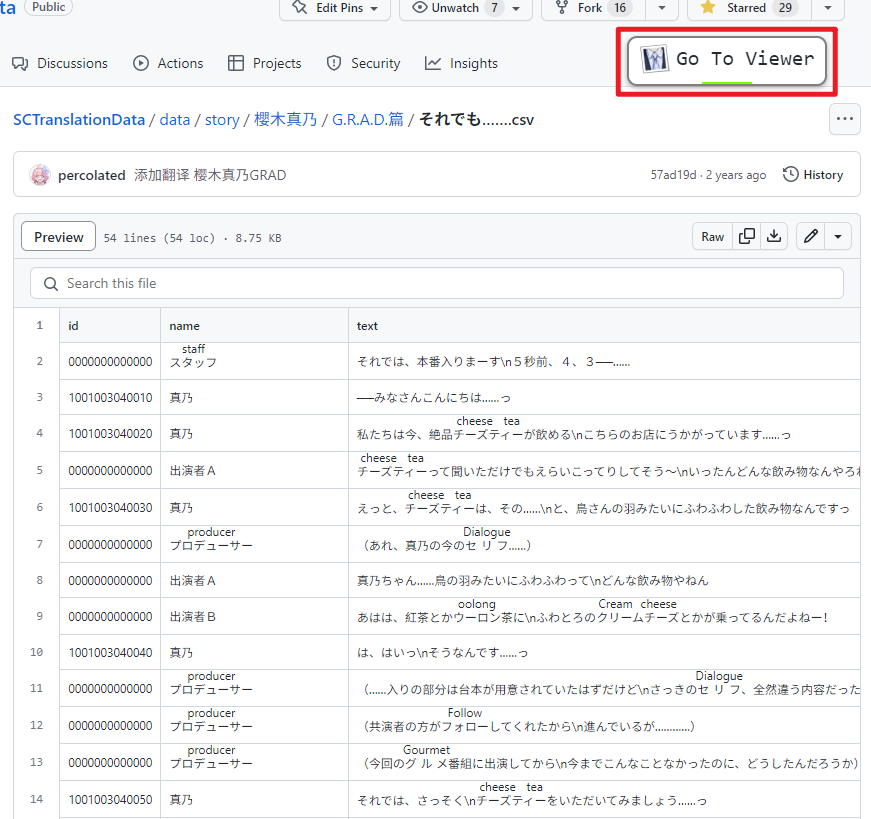 ta Public Edit Pins Unwatch 7 Fork 16 Starred 29
Discussions Actions Projects Security Insights
Go To Viewer
SCTranslationData / data / story / 櫻木真乃 / G.R.A.D.篇 / それでも…….csv
percolated 添加翻译 櫻木真乃GRAD 57ad19d · 2 years ago History
Preview 54 lines (54 loc) · 8.75 KB Raw
Search this file
1 id name text
staff
2 0000000000000 スタッフ それでは、本番入りまーす\n５秒前、４、３──……
3 1001003040010 真乃 ──みなさんこんにちは……っ
cheese tea
4 1001003040020 真乃 私たちは今、絶品チーズティーが飲める\nこちらのお店にうかがっています……っ
cheese tea
5 0000000000000 出演者Ａ チーズティーって聞いただけでもえらいこってりしてそう～\nいったんどんな飲み物なんやろね
cheese tea
6 1001003040030 真乃 えっと、チーズティーは、その……\nと、鳥さんの羽みたいにふわふわした飲み物なんですっ
producer Dialogue
7 0000000000000 プロデューサー （あれ、真乃の今のセリフ……）
8 0000000000000 出演者Ａ 真乃ちゃん……鳥の羽みたいにふわふわって\nどんな飲み物やねん
oolong Cream cheese
9 0000000000000 出演者Ｂ あはは、紅茶とかウーロン茶に\nふわとろのクリームチーズとかが乗ってるんだよねー！
10 1001003040040 真乃 は、はいっ\nそうなんです……っ
producer Dialogue
11 0000000000000 プロデューサー （……入りの部分は台本が用意されていたはずだけど\nさっきのセリフ、全然違う内容だった
producer Follow
12 0000000000000 プロデューサー （共演者の方がフォローしてくれたから\n進んでいるが…………）
producer Gourmet
13 0000000000000 プロデューサー （今回のグルメ番組に出演してから\n今までこんなことなかったのに、どうしたんだろうか）
cheese tea
14 1001003040050 真乃 それでは、さっそく\nチーズティーをいただいてみましょう……っ